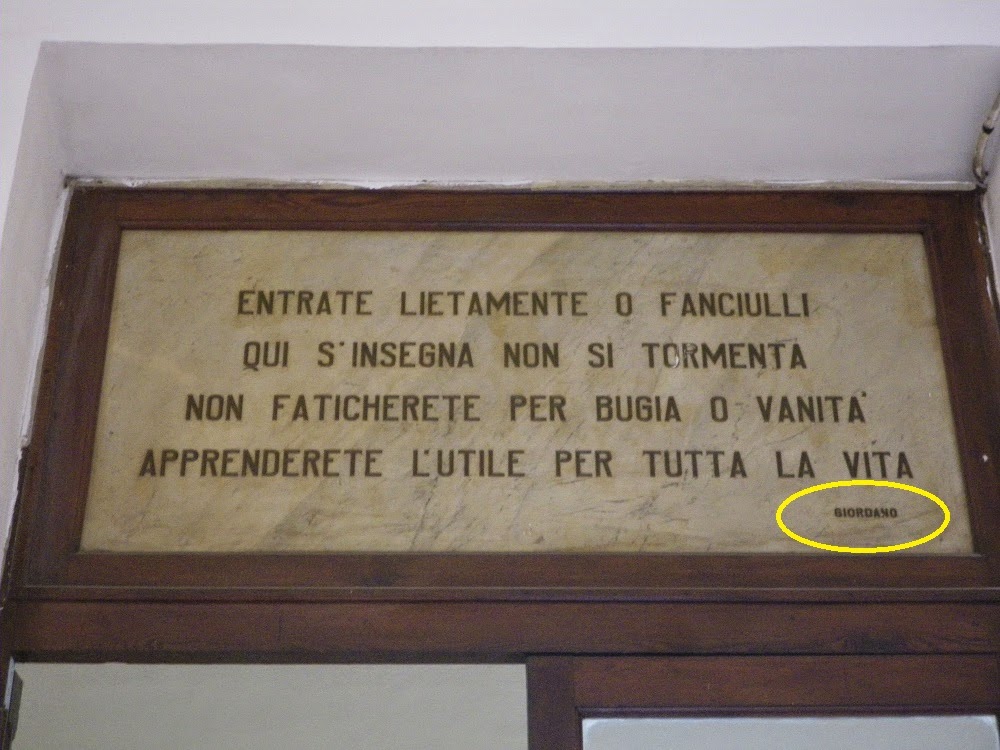 ENTRATE LIETAMENTE O FANCIULLI
QUI S'INSEGNA NON SI TORMENTA
NON FATICHERETE PER BUGIA O VANITA'
APPRENDERETE L'UTILE PER TUTTA LA VITA
GIORDANO